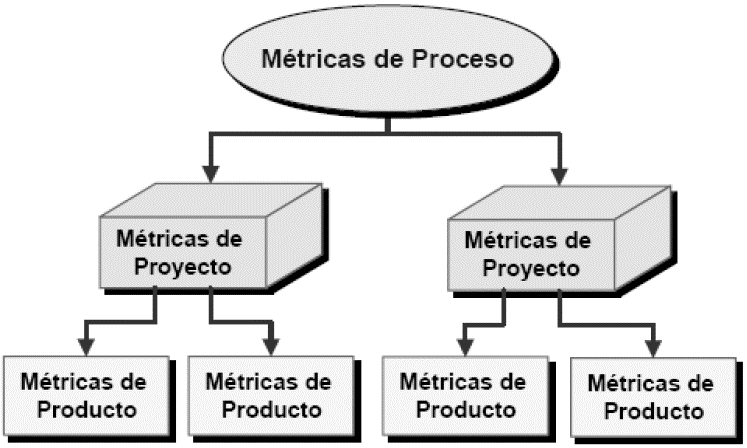 Métricas de Proceso
Métricas de
Proyecto
Métricas de
Proyecto
Métricas de
Producto
Métricas de
Producto
Métricas de
Producto
Métricas de
Producto